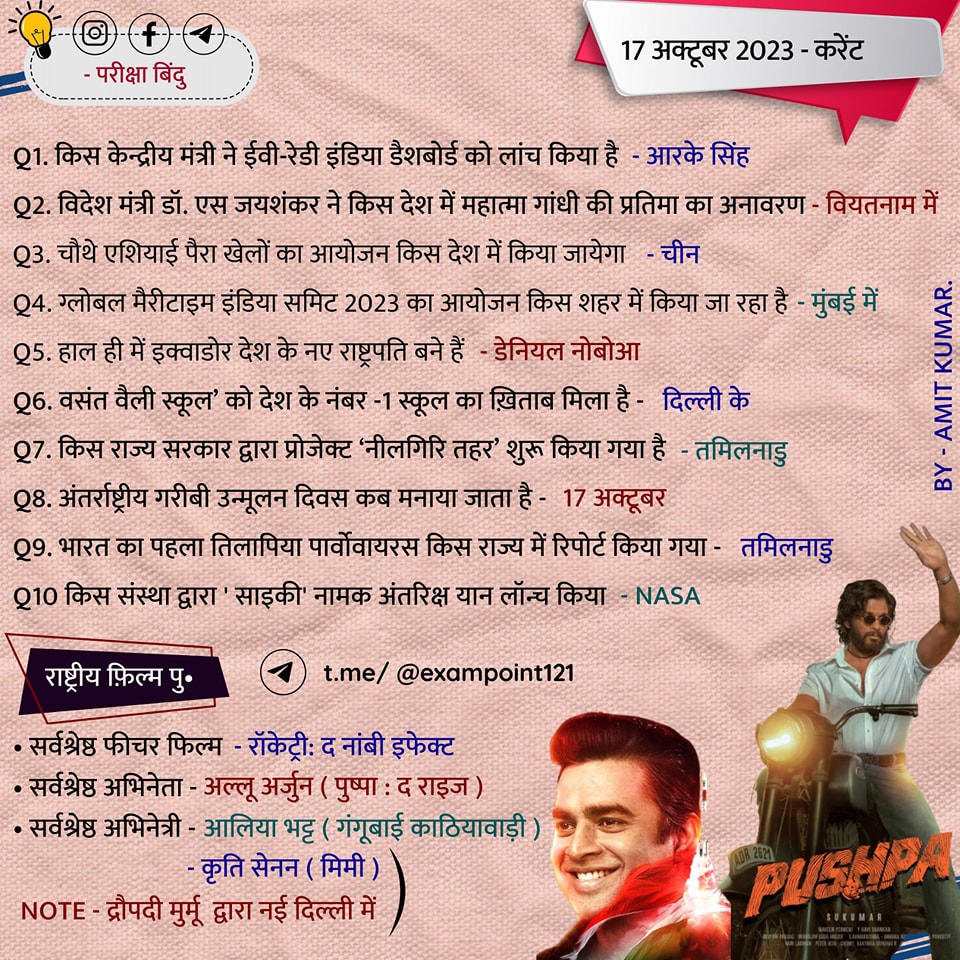 - परीक्षा बिंदु
17 अक्टूबर 2023 - करेंट
Q1. किस केन्द्रीय मंत्री ने ईवी-रेडी इंडिया डैशबोर्ड को लांच किया है - आरके सिंह
Q2. विदेश मंत्री डॉ. एस जयशंकर ने किस देश में महात्मा गांधी की प्रतिमा का अनावरण - वियतनाम में
Q3. चौथे एशियाई पैरा खेलों का आयोजन किस देश में किया जायेगा - चीन
Q4. ग्लोबल मैरीटाइम इंडिया समिट 2023 का आयोजन किस शहर में किया जा रहा है - मुंबई में
Q5. हाल ही में इक्वाडोर देश के नए राष्ट्रपति बने हैं - डेनियल नोबोआ
Q6. वसंत वैली स्कूल’ को देश के नंबर -1 स्कूल का ख़िताब मिला है - दिल्ली के
Q7. किस राज्य सरकार द्वारा प्रोजेक्ट ‘नीलगिरि तहर’ शुरू किया गया है - तमिलनाडु
Q8. अंतर्राष्ट्रीय गरीबी उन्मूलन दिवस कब मनाया जाता है - 17 अक्टूबर
Q9. भारत का पहला तिलापिया पार्वोवायरस किस राज्य में रिपोर्ट किया गया - तमिलनाडु
Q10 किस संस्था द्वारा ' साइकी' नामक अंतरिक्ष यान लॉन्च किया - NASA
BY - AMIT KUMAR.
राष्ट्रीय फ़िल्म पु•
t.me/ @exampoint121
• सर्वश्रेष्ठ फीचर फिल्म - रॉकेट्री: द नांबी इफेक्ट
• सर्वश्रेष्ठ अभिनेता - अल्लू अर्जुन ( पुष्पा : द राइज )
• सर्वश्रेष्ठ अभिनेत्री - आलिया भट्ट ( गंगूबाई काठियावाड़ी )
- कृति सेनन ( मिमी )
NOTE - द्रौपदी मुर्मू द्वारा नई दिल्ली में
ADR 2621
PUSHPA
SUKUMAR